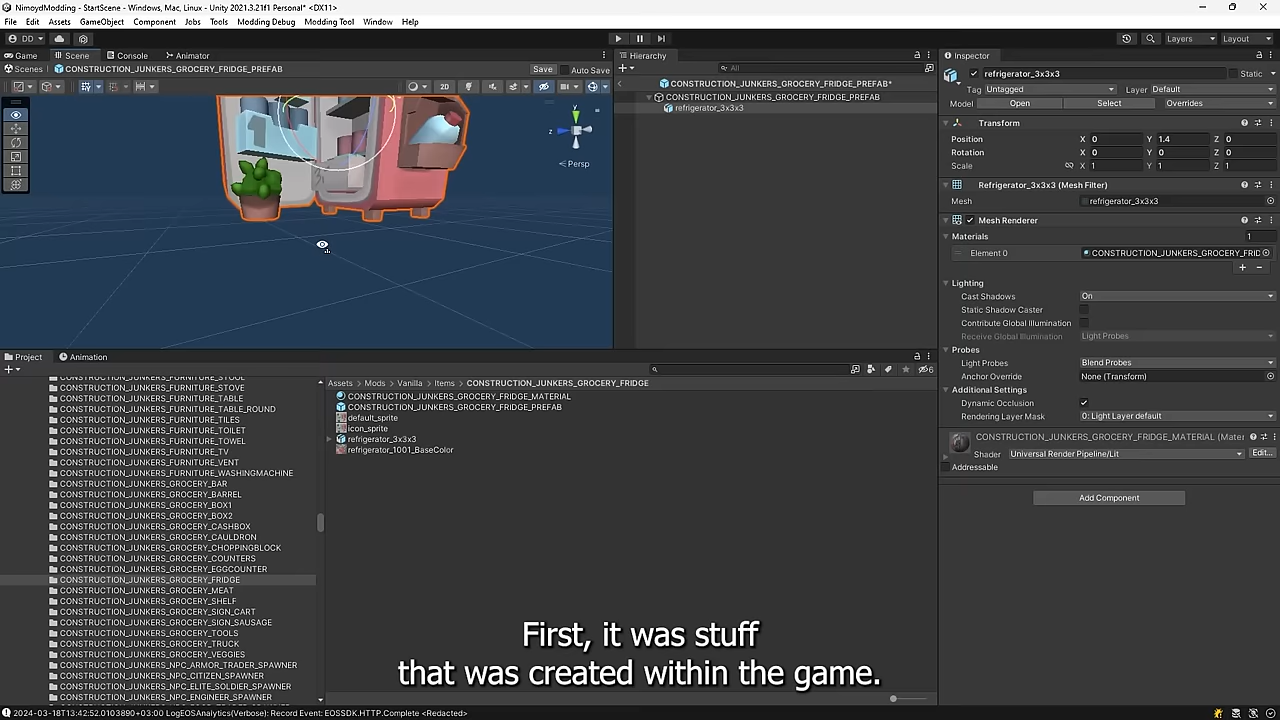 NimoydModding - StartScene - Windows, Mac, Linux - Unity 2021.3.21f1 Personal* <DX11>
File Edit Assets GameObject Component Jobs Tools Modding Debug Modding Tool Window Help
DD Layers Layout
Game Scene Console Animator
Scenes CONSTRUCTION_JUNKERS_GROCERY_FRIDGE_PREFAB Save Auto Save
2D
1
31
y
z
< Persp
Hierarchy
All
CONSTRUCTION_JUNKERS_GROCERY_FRIDGE_PREFAB*
CONSTRUCTION_JUNKERS_GROCERY_FRIDGE_PREFAB
refrigerator_3x3x3
Inspector
refrigerator_3x3x3 Static
Tag Untagged Layer Default
Model Open Select Overrides
Transform
Position X 0 Y 1.4 Z 0
Rotation X 0 Y 0 Z 0
Scale X 1 Y 1 Z 1
Refrigerator_3x3x3 (Mesh Filter)
Mesh refrigerator_3x3x3
Mesh Renderer
Materials 1
Element 0 CONSTRUCTION_JUNKERS_GROCERY_FRID
Lighting
Cast Shadows On
Static Shadow Caster
Contribute Global Illumination
Receive Global Illumination Light Probes
Probes
Light Probes Blend Probes
Anchor Override None (Transform)
Additional Settings
Dynamic Occlusion
Rendering Layer Mask 0: Light Layer default
CONSTRUCTION_JUNKERS_GROCERY_FRIDGE_MATERIAL (Mater
Shader Universal Render Pipeline/Lit Edit...
Addressable
Add Component
Project Animation
6
CONSTRUCTION_JUNKERS_FURNITURE_STOOL
CONSTRUCTION_JUNKERS_FURNITURE_STOVE
CONSTRUCTION_JUNKERS_FURNITURE_TABLE
CONSTRUCTION_JUNKERS_FURNITURE_TABLE_ROUND
CONSTRUCTION_JUNKERS_FURNITURE_TILES
CONSTRUCTION_JUNKERS_FURNITURE_TOILET
CONSTRUCTION_JUNKERS_FURNITURE_TOWEL
CONSTRUCTION_JUNKERS_FURNITURE_TV
CONSTRUCTION_JUNKERS_FURNITURE_VENT
CONSTRUCTION_JUNKERS_FURNITURE_WASHINGMACHINE
CONSTRUCTION_JUNKERS_GROCERY_BAR
CONSTRUCTION_JUNKERS_GROCERY_BARREL
CONSTRUCTION_JUNKERS_GROCERY_BOX1
CONSTRUCTION_JUNKERS_GROCERY_BOX2
CONSTRUCTION_JUNKERS_GROCERY_CASHBOX
CONSTRUCTION_JUNKERS_GROCERY_CAULDRON
CONSTRUCTION_JUNKERS_GROCERY_CHOPPINGBLOCK
CONSTRUCTION_JUNKERS_GROCERY_COUNTERS
CONSTRUCTION_JUNKERS_GROCERY_EGGCOUNTER
CONSTRUCTION_JUNKERS_GROCERY_FRIDGE
CONSTRUCTION_JUNKERS_GROCERY_MEAT
CONSTRUCTION_JUNKERS_GROCERY_SHELF
CONSTRUCTION_JUNKERS_GROCERY_SIGN_CART
CONSTRUCTION_JUNKERS_GROCERY_SIGN_SAUSAGE
CONSTRUCTION_JUNKERS_GROCERY_TOOLS
CONSTRUCTION_JUNKERS_GROCERY_TRUCK
CONSTRUCTION_JUNKERS_GROCERY_VEGGIES
CONSTRUCTION_JUNKERS_NPC_ARMOR_TRADER_SPAWNER
CONSTRUCTION_JUNKERS_NPC_CITIZEN_SPAWNER
CONSTRUCTION_JUNKERS_NPC_ELITE_SOLDIER_SPAWNER
CONSTRUCTION_JUNKERS_NPC_ENGINEER_SPAWNER
Assets Mods Vanilla Items CONSTRUCTION_JUNKERS_GROCERY_FRIDGE
CONSTRUCTION_JUNKERS_GROCERY_FRIDGE_MATERIAL
CONSTRUCTION_JUNKERS_GROCERY_FRIDGE_PREFAB
default_sprite
icon_sprite
refrigerator_3x3x3
refrigerator_1001_BaseColor
First, it was stuff
that was created within the game.
2024-03-18T13:42:52.0103890+03:00 LogEOSAnalytics(Verbose): Record Event: EOSSDK.HTTP.Complete <Redacted>